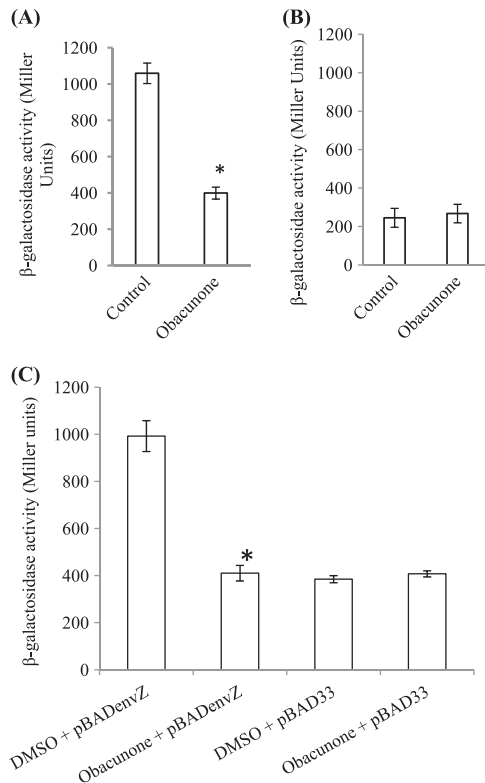 (A)
β-galactosidase activity (Miller
Units)
1200
1000
800
600
400
200
0
*
Control
Obacunone
(B)
β-galactosidae activity (Miller Units)
1200
1000
800
600
400
200
0
Control
Obacunone
(C)
β-galactosidase activity (Miller units)
1200
1000
800
600
400
200
0
*
DMSO + pBADenvZ
Obacunone + pBADenvZ
DMSO + pBAD33
Obacunone + pBAD33